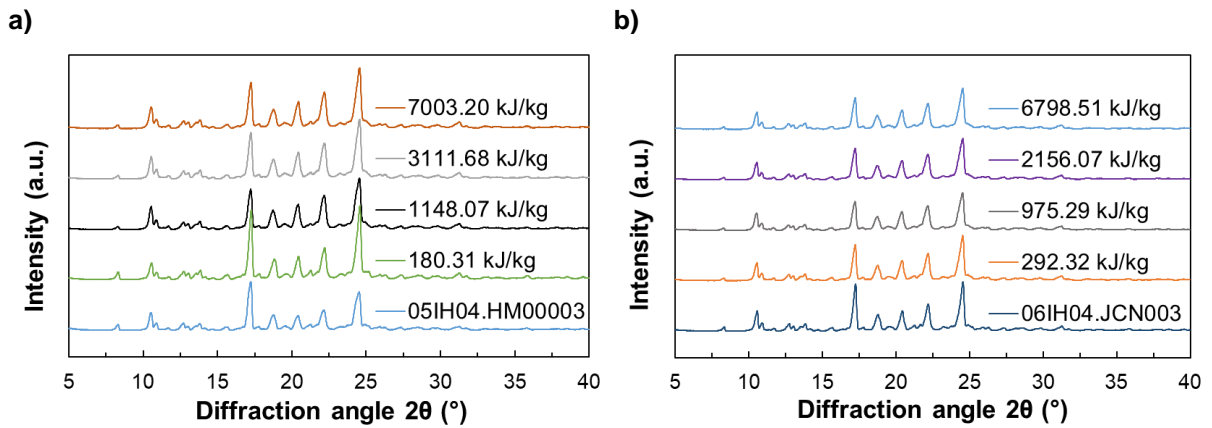 a)
Intensity (a.u.)
7003.20 kJ/kg
3111.68 kJ/kg
1148.07 kJ/kg
180.31 kJ/kg
05IH04.HM00003
5 10 15 20 25 30 35 40
Diffraction angle 2θ (°)
b)
Intensity (a.u.)
6798.51 kJ/kg
2156.07 kJ/kg
975.29 kJ/kg
292.32 kJ/kg
06IH04.JCN003
5 10 15 20 25 30 35 40
Diffraction angle 2θ (°)